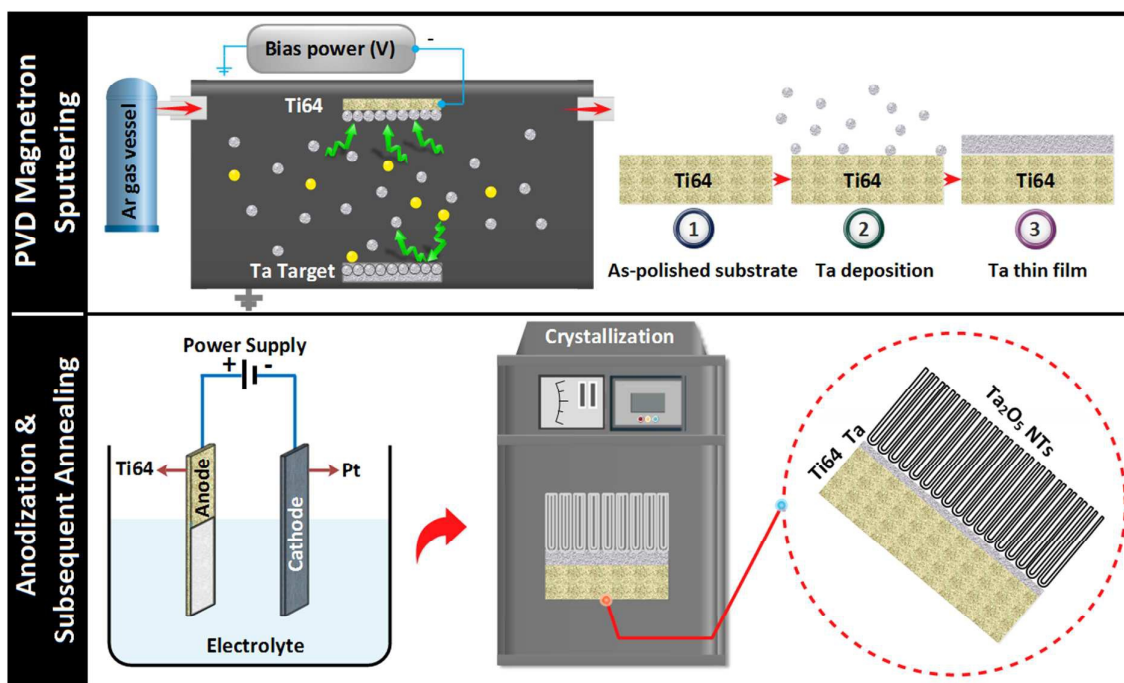 PVD Magnetron
Sputtering
Bias power (V)
-
Ar gas vessel
Ti64
Ta Target
Ti64
Ti64
Ti64
1
2
3
As-polished substrate
Ta deposition
Ta thin film
Anodization &
Subsequent Annealing
Power Supply
+ -
Ti64
Anode
Cathode
Pt
Electrolyte
Crystallization
Ti64 Ta
Ta₂O₅ NTs